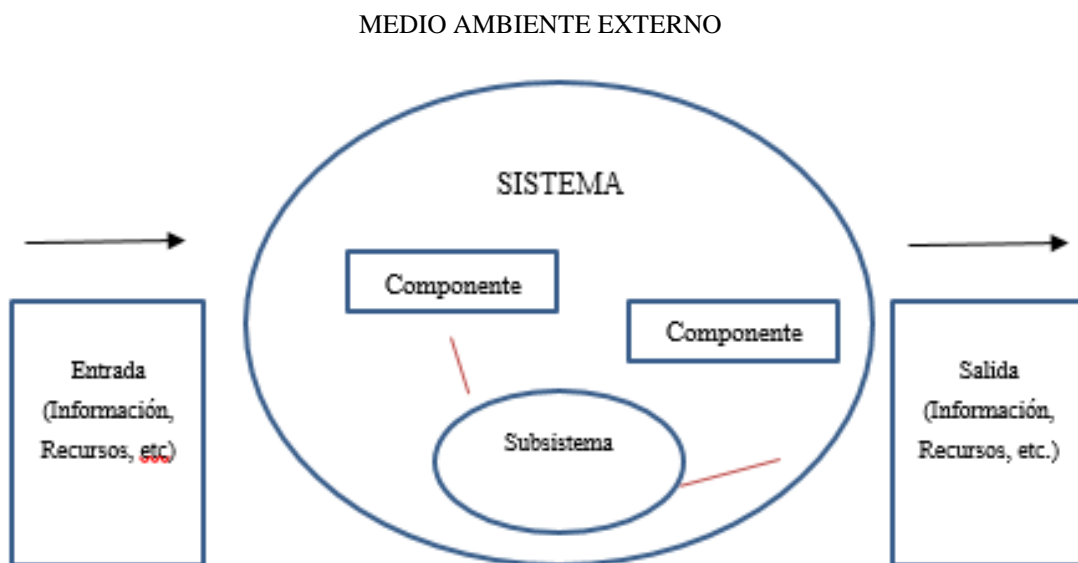 MEDIO AMBIENTE EXTERNO
SISTEMA
Componente
Componente
Entrada
(Información,
Recursos, etc)
Subsistema
Salida
(Información,
Recursos, etc.)